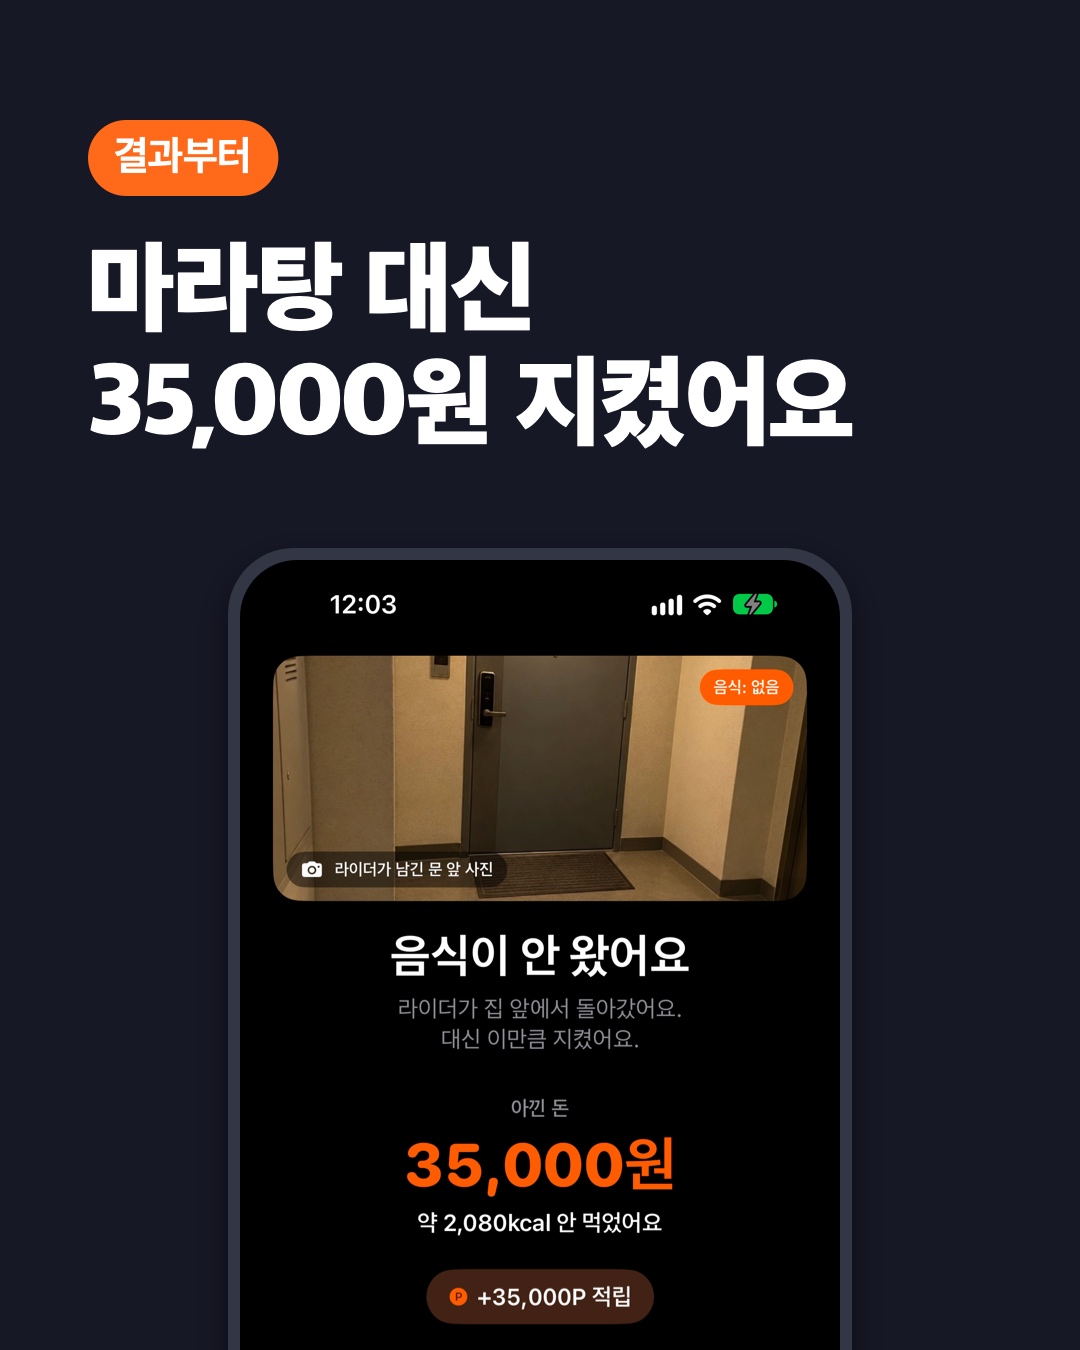 결과부터
마라탕 대신
35,000원 지켰어요
12:03
음식: 없음
라이더가 남긴 문 앞 사진
음식이 안 왔어요
라이더가 집 앞에서 돌아갔어요.
대신 이만큼 지켰어요.
아낀 돈
35,000원
약 2,080kcal 안 먹었어요
P +35,000P 적립